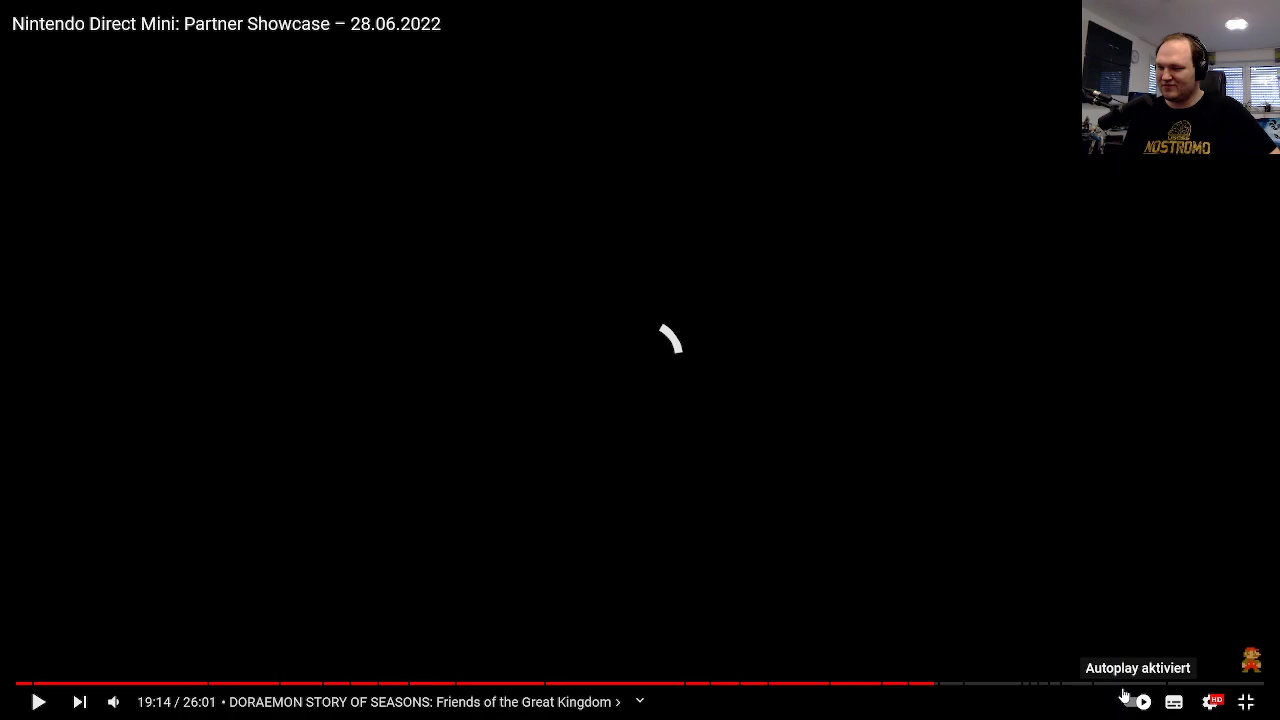 Nintendo Direct Mini: Partner Showcase – 28.06.2022
NOSTROMO
Autoplay aktiviert
19:14 / 26:01 • DORAEMON STORY OF SEASONS: Friends of the Great Kingdom ›
HD